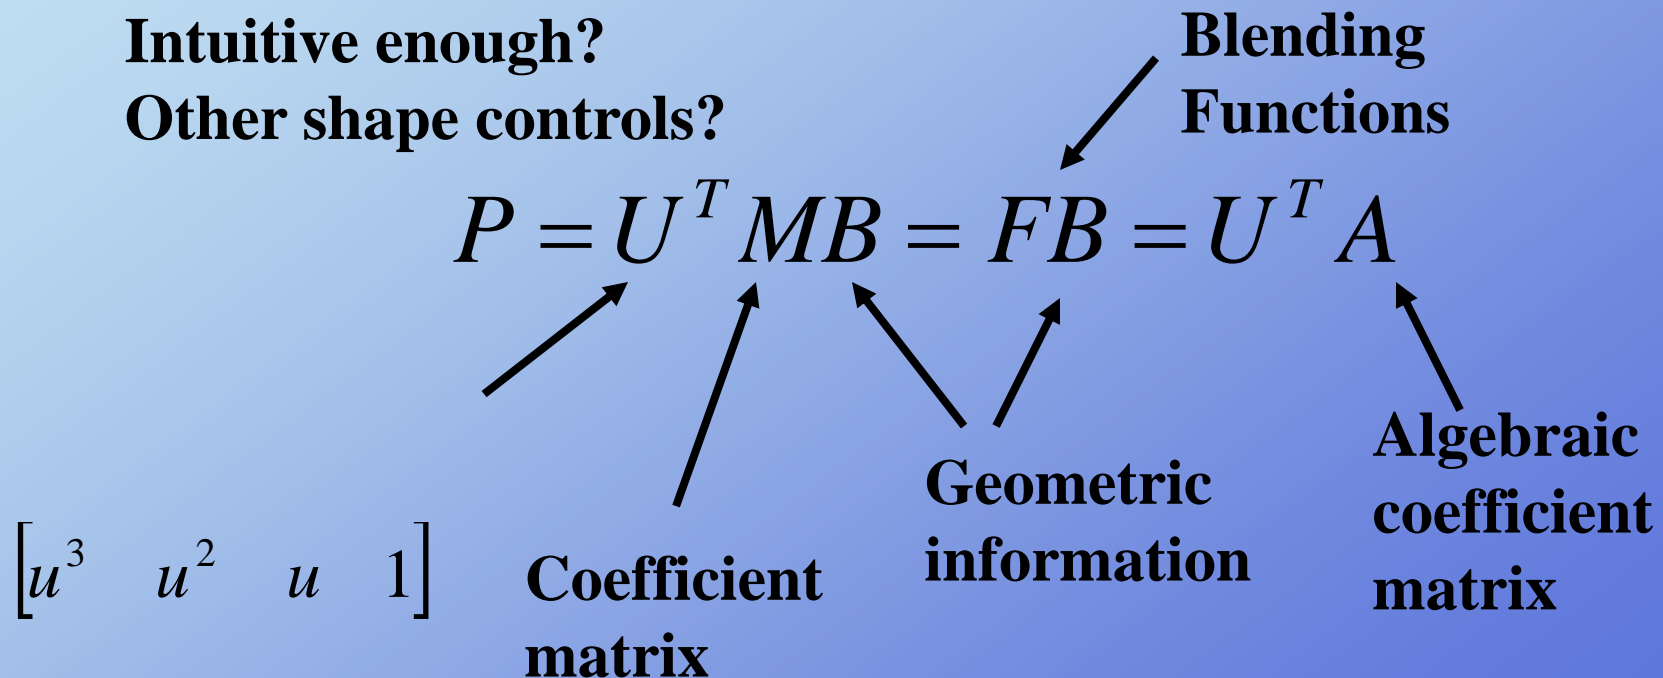 Intuitive enough?
Other shape controls?
Blending
Functions
P = U^T MB = FB = U^T A
[u^3 u^2 u 1]
Coefficient
matrix
Geometric
information
Algebraic
coefficient
matrix